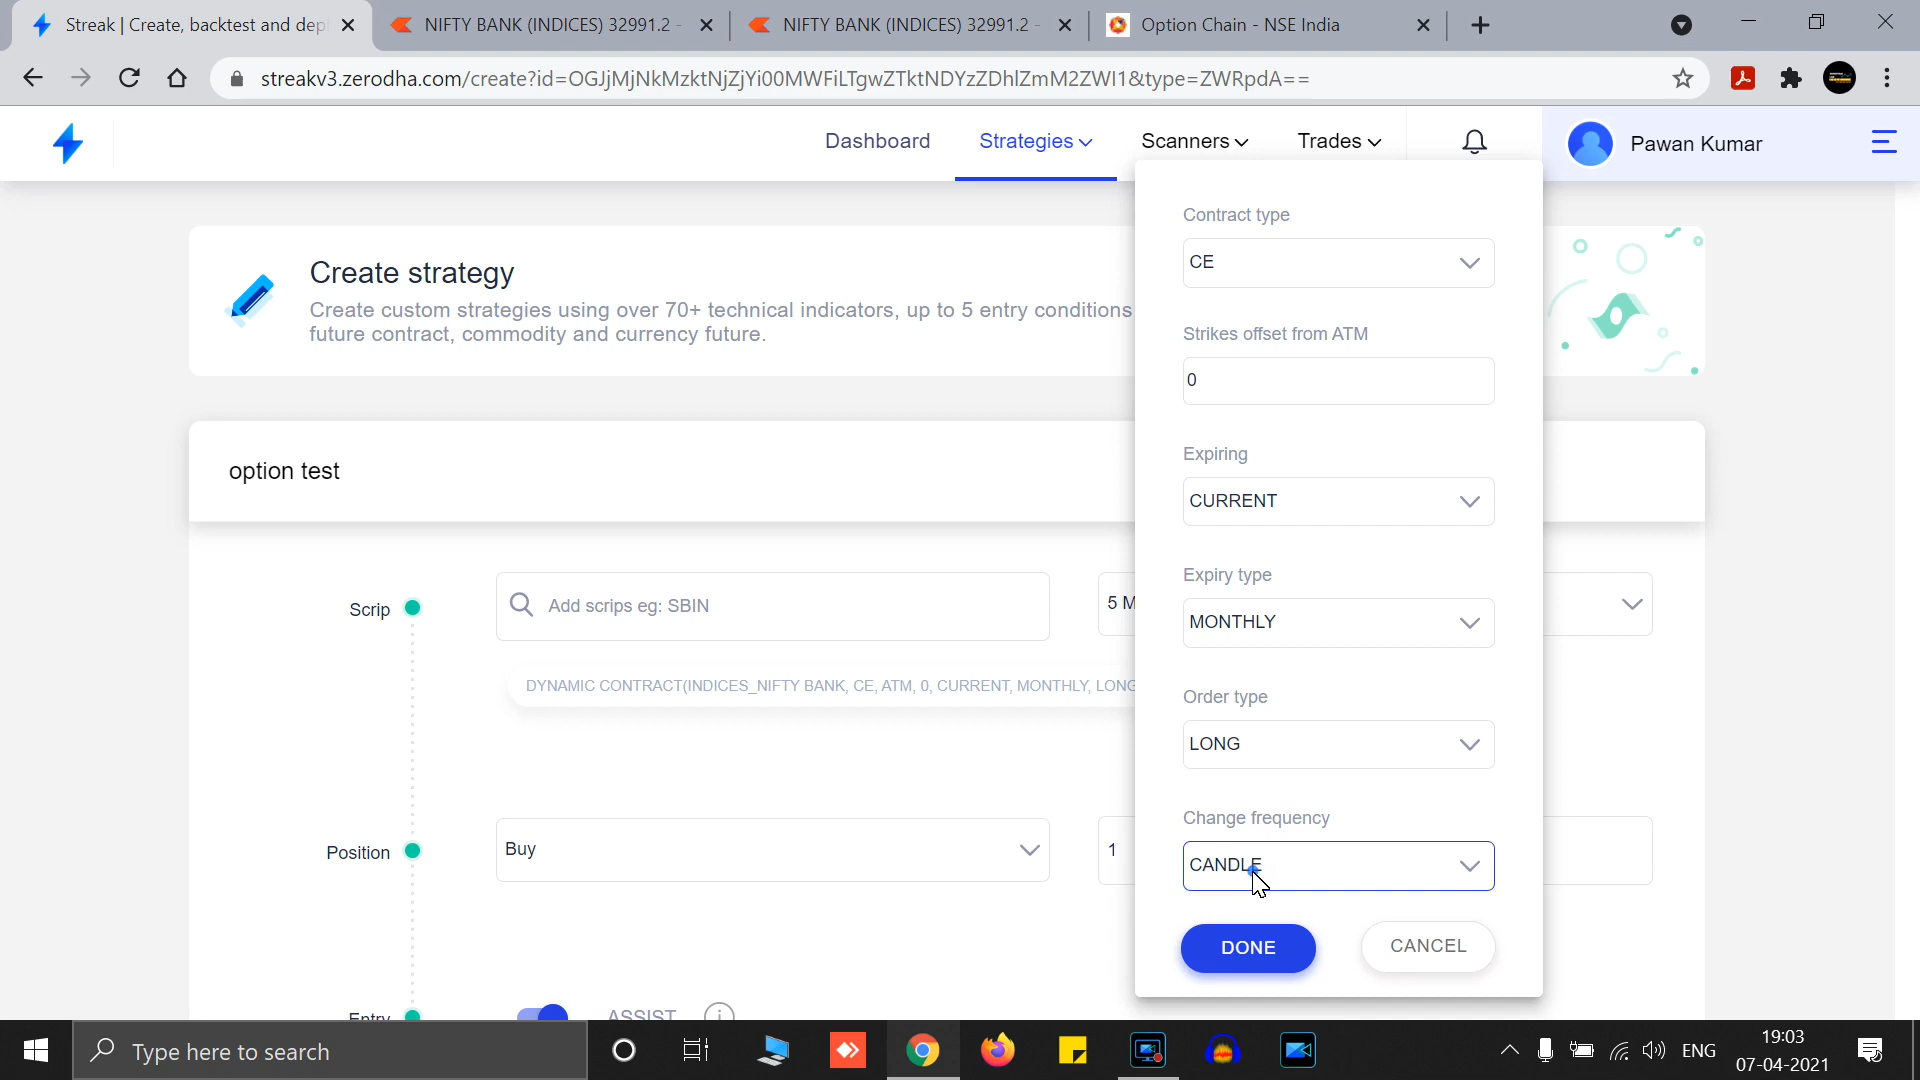 Streak | Create, backtest and dep
NIFTY BANK (INDICES) 32991.2 -
NIFTY BANK (INDICES) 32991.2 -
Option Chain - NSE India
streakv3.zerodha.com/create?id=OGJjMjNkMzktNjZjYi00MWFiLTgwZTktNDYzZDhlZmM2ZWI1&type=ZWRpdA==
Dashboard
Strategies
Scanners
Trades
Pawan Kumar
Create strategy
Create custom strategies using over 70+ technical indicators, up to 5 entry conditions
future contract, commodity and currency future.
option test
Scrip
Add scrips eg: SBIN
5 M
DYNAMIC CONTRACT(INDICES_NIFTY BANK, CE, ATM, 0, CURRENT, MONTHLY, LONG
Position
Buy
1
Entry
ASSIST
Contract type
CE
Strikes offset from ATM
0
Expiring
CURRENT
Expiry type
MONTHLY
Order type
LONG
Change frequency
CANDLE
DONE
CANCEL
Type here to search
ENG
19:03
07-04-2021